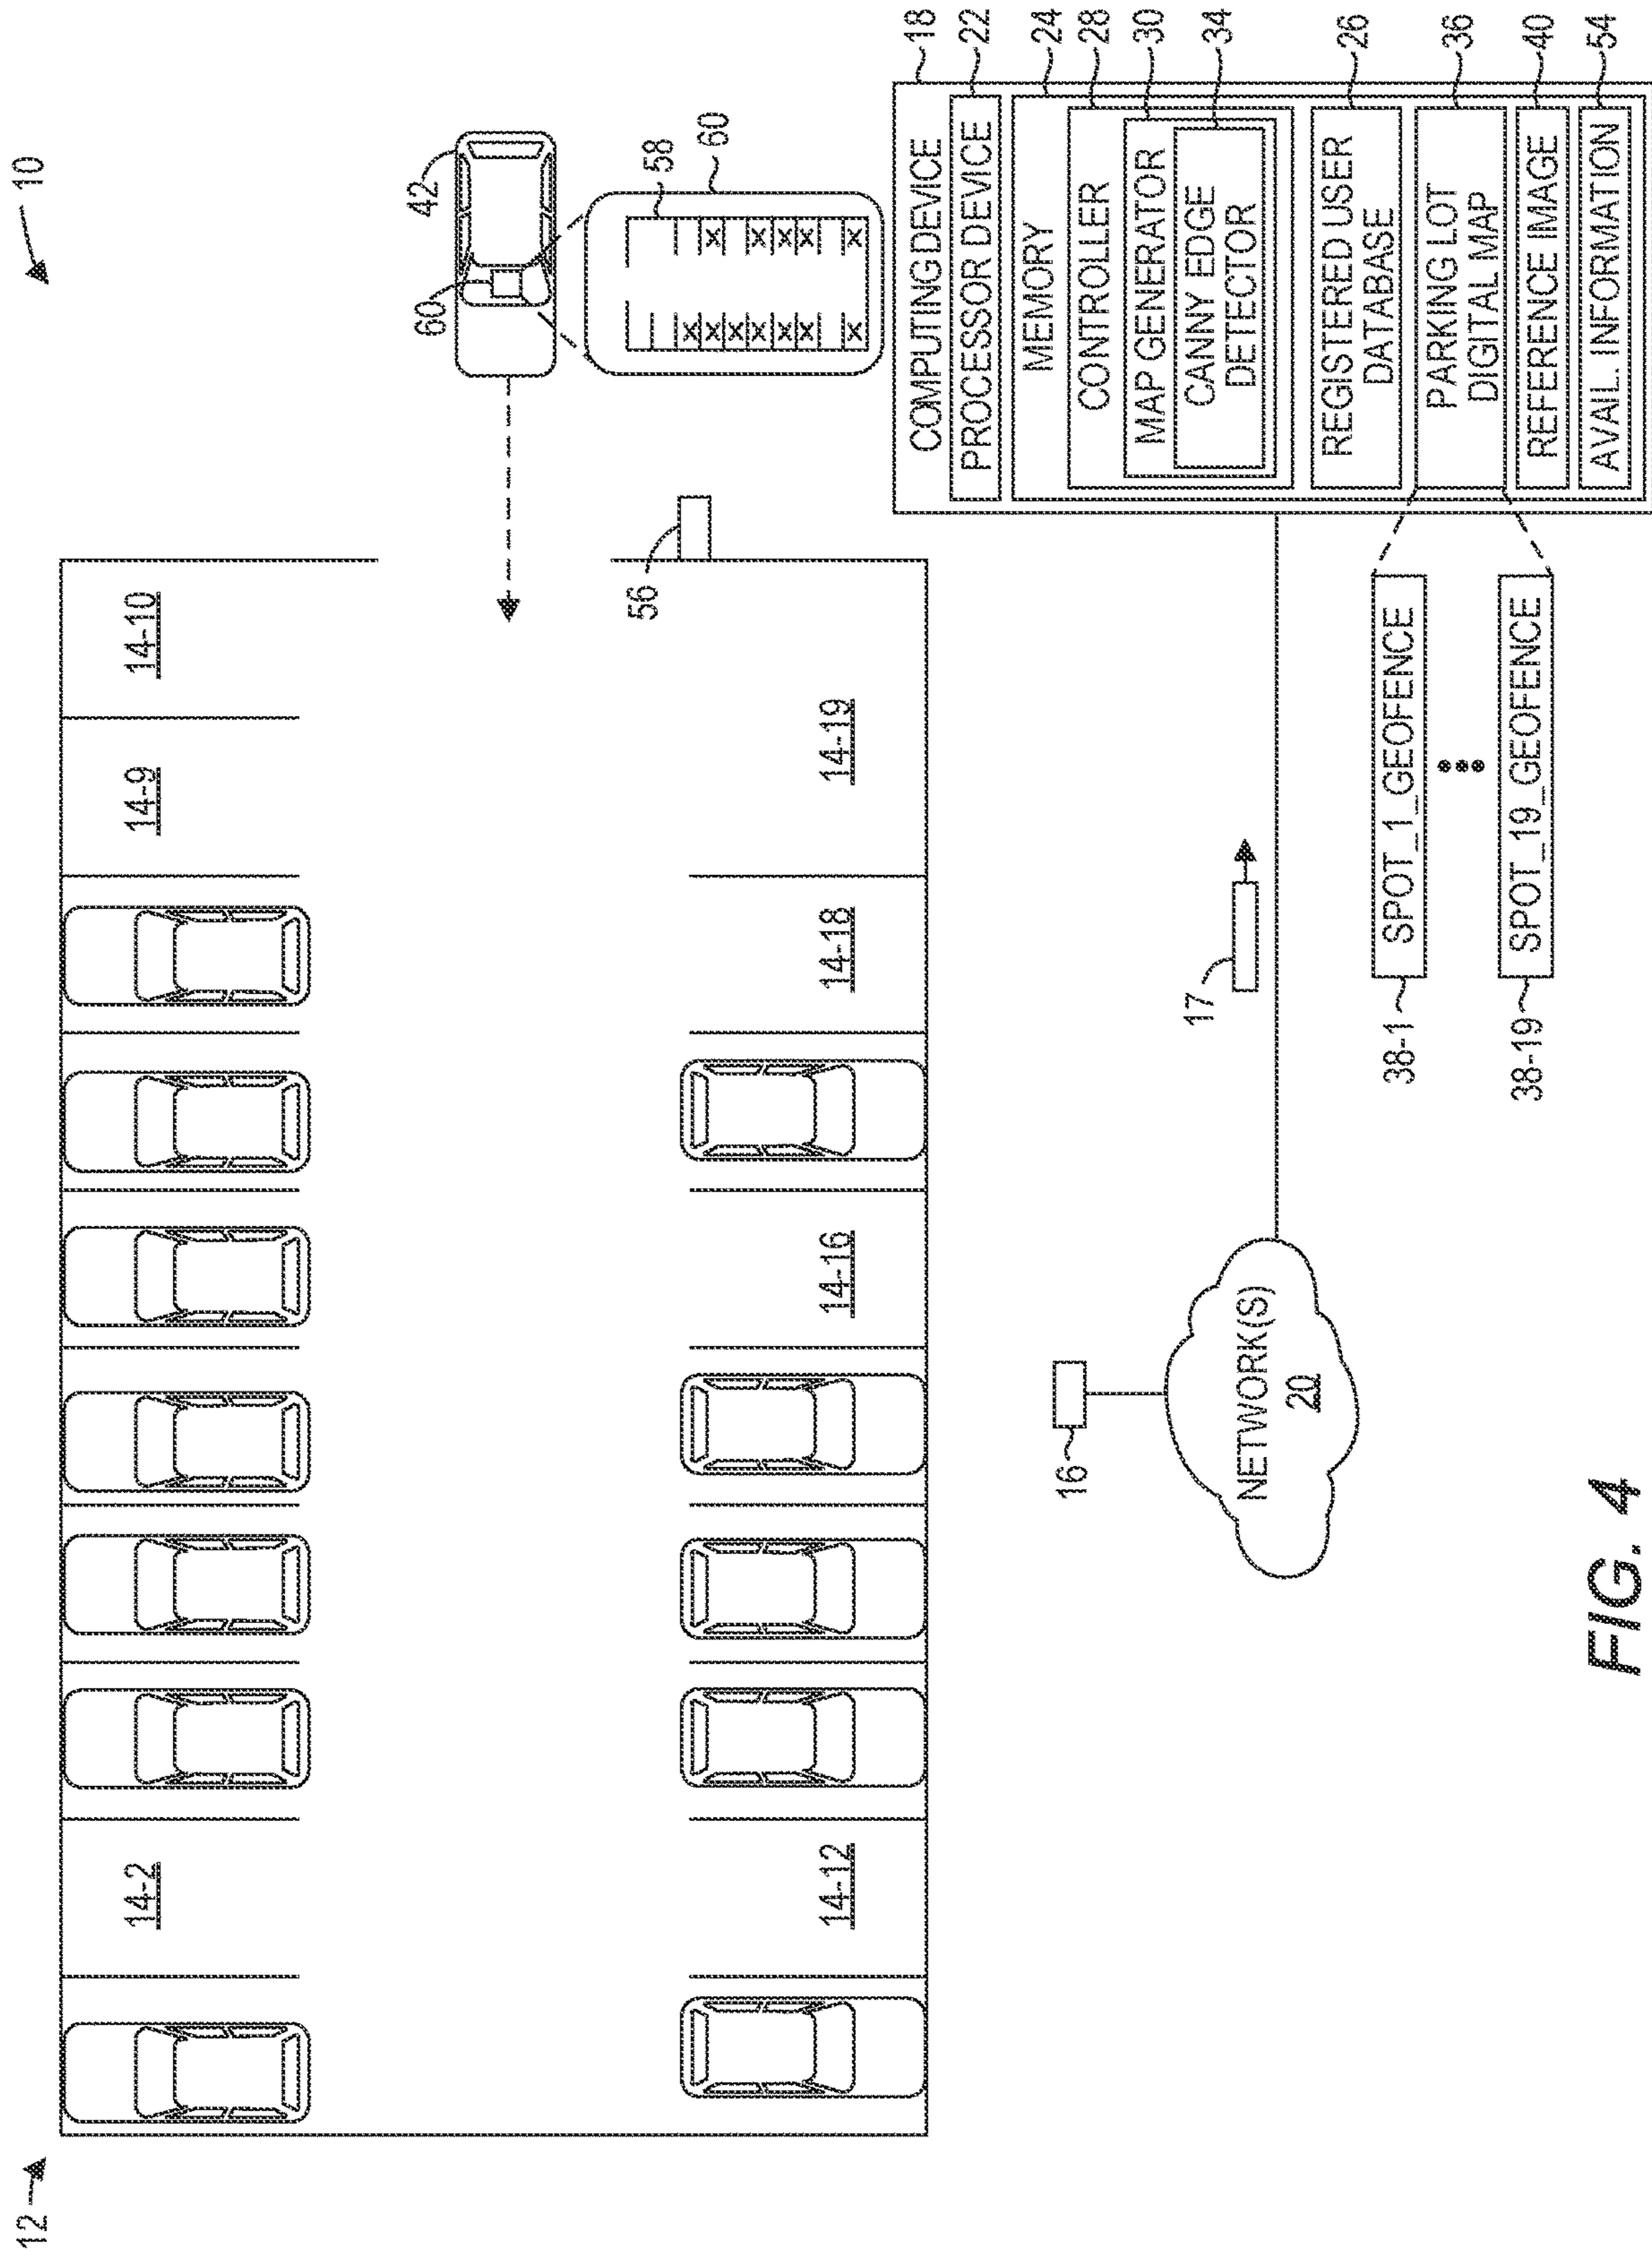 10
12
14-2
14-9
14-10
14-12
14-16
14-18
14-19
42
60
58
60
56
16
NETWORK(S)
20
17
COMPUTING DEVICE
18
PROCESSOR DEVICE
22
MEMORY
24
CONTROLLER
28
MAP GENERATOR
30
CANNY EDGE
DETECTOR
34
REGISTERED USER
DATABASE
26
PARKING LOT
DIGITAL MAP
36
REFERENCE IMAGE
40
AVAIL. INFORMATION
54
38-1
SPOT_1_GEOFENCE
38-19
SPOT_19_GEOFENCE
FIG. 4